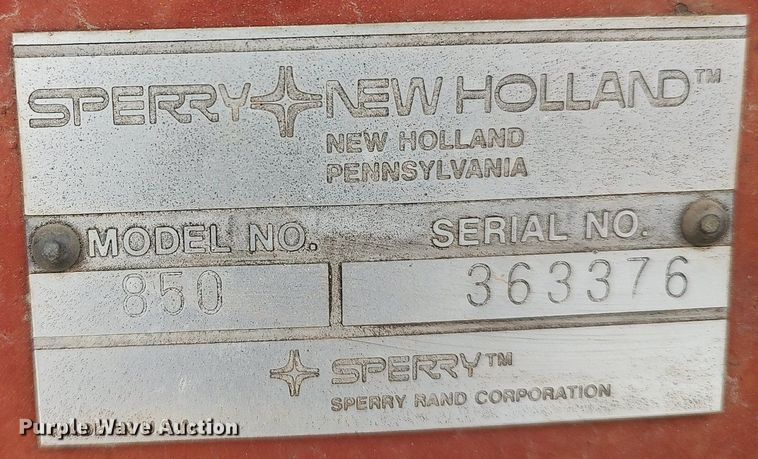 SPERRY NEW HOLLAND™
NEW HOLLAND
PENNSYLVANIA
MODEL NO.
SERIAL NO.
850
363376
SPERRY™
SPERRY RAND CORPORATION
Purple Wave Auction